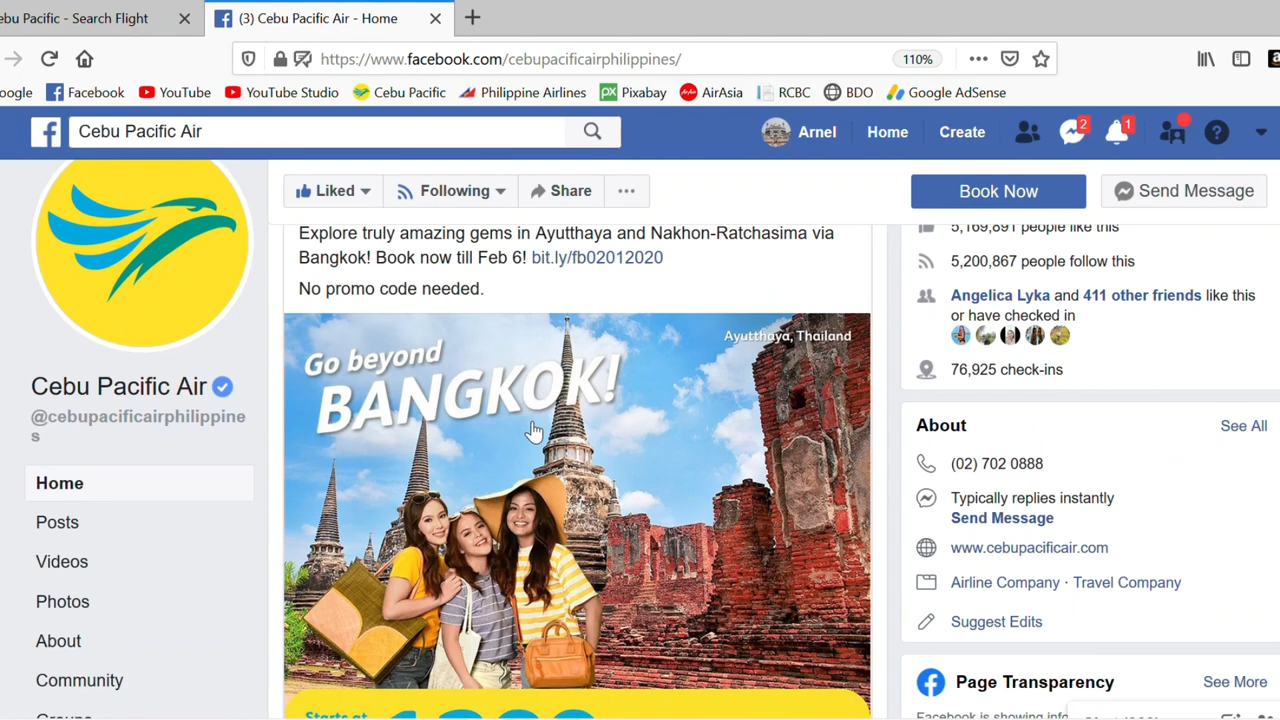 ebu Pacific - Search Flight
(3) Cebu Pacific Air - Home
https://www.facebook.com/cebupacificairphilippines/
110%
oogle
Facebook
YouTube
YouTube Studio
Cebu Pacific
Philippine Airlines
Pixabay
AirAsia
RCBC
BDO
Google AdSense
Cebu Pacific Air
Arnel
Home
Create
2
1
Liked
Following
Share
Book Now
Send Message
Explore truly amazing gems in Ayutthaya and Nakhon-Ratchasima via
Bangkok! Book now till Feb 6! bit.ly/fb02012020
No promo code needed.
Ayutthaya, Thailand
Go beyond
BANGKOK!
Starts at
Cebu Pacific Air
@cebupacificairphilippine
s
Home
Posts
Videos
Photos
About
Community
Groups
5,169,891 people like this
5,200,867 people follow this
Angelica Lyka and 411 other friends like this
or have checked in
76,925 check-ins
About
See All
(02) 702 0888
Typically replies instantly
Send Message
www.cebupacificair.com
Airline Company · Travel Company
Suggest Edits
Page Transparency
See More
Facebook is showing info